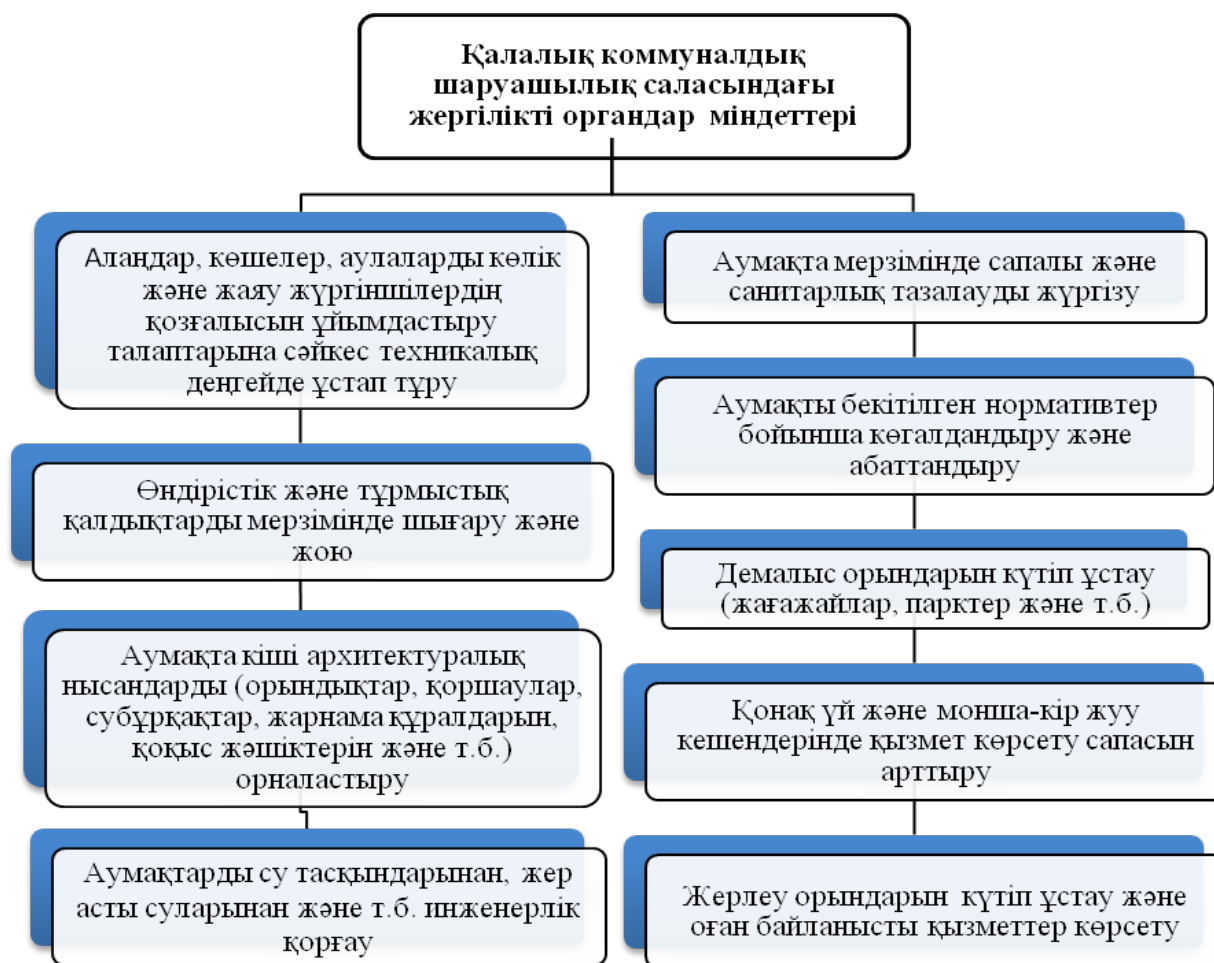 Қалалық коммуналдық
шаруашылық саласындағы
жергілікті органдар міндеттері
Алаңдар, көшелер, аулаларды көлік
және жаяу жүргіншілердің
қозғалысын ұйымдастыру
талаптарына сәйкес техникалық
деңгейде ұстап тұру
Өндірістік және тұрмыстық
қалдықтарды мерзімінде шығару және
жою
Аумақта кіші архитектуралық
нысандарды (орындықтар, қоршаулар,
субұрқақтар, жарнама құралдарын,
қоқыс жәшіктерін және т.б.)
орналастыру
Аумақтарды су тасқындарынан, жер
асты суларынан және т.б. инженерлік
қорғау
Аумақта мерзімінде сапалы және
санитарлық тазалауды жүргізу
Аумақты бекітілген нормативтер
бойынша көгалдандыру және
абаттандыру
Демалыс орындарын күтіп ұстау
(жағажайлар, парктер және т.б.)
Қонақ үй және монша-кір жуу
кешендерінде қызмет көрсету сапасын
арттыру
Жерлеу орындарын күтіп ұстау және
оған байланысты қызметтер көрсету